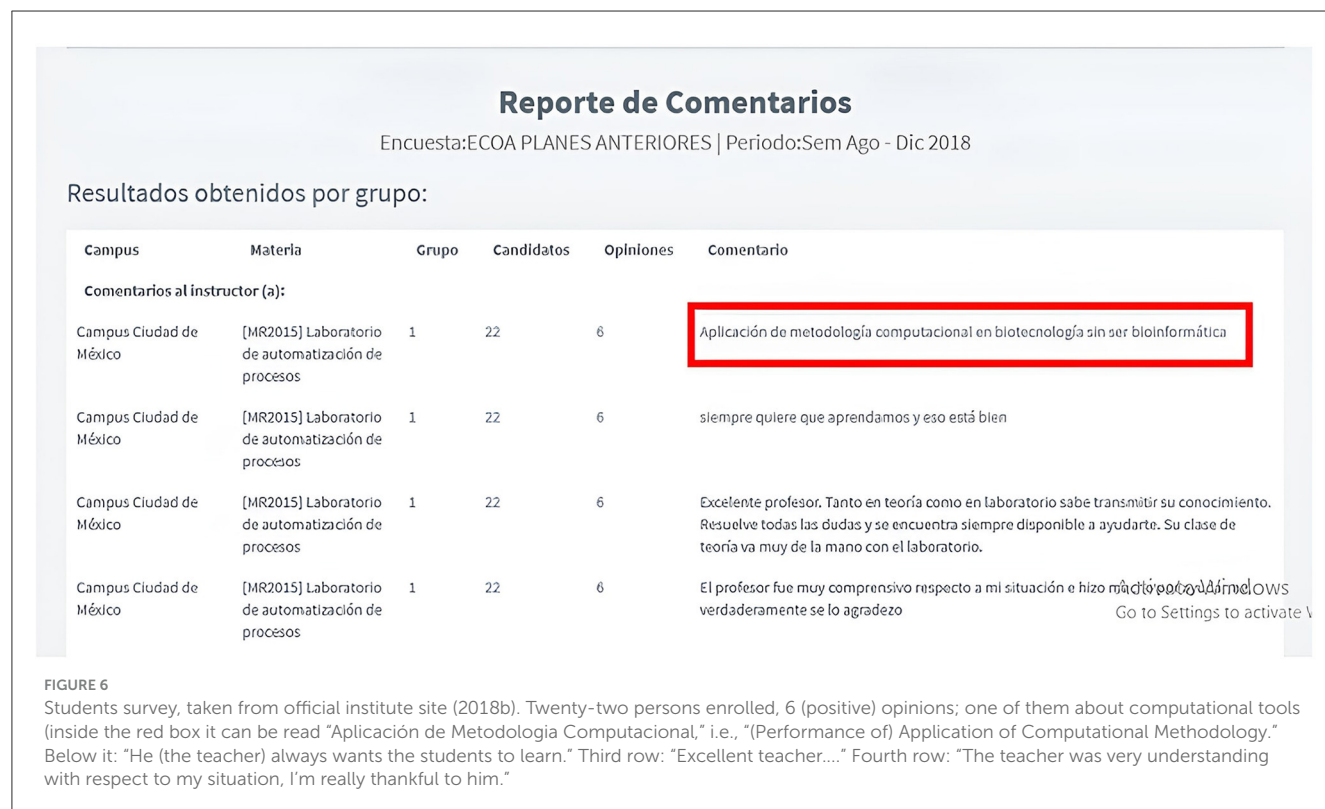 Reporte de Comentarios
Encuesta:ECOA PLANES ANTERIORES | Periodo:Sem Ago - Dic 2018
Resultados obtenidos por grupo:
Campus Materia Grupo Candidatos Opiniones Comentario
Comentarios al instructor (a):
Campus Ciudad de [MR2015] Laboratorio 1 22 6 Aplicación de metodología computacional en biotecnología sin ser bioinformática
México de automatización de
procesos
Campus Ciudad de [MR2015] Laboratorio 1 22 6 siempre quiere que aprendamos y eso está bien
México de automatización de
procesos
Campus Ciudad de [MR2015] Laboratorio 1 22 6 Excelente profesor. Tanto en teoría como en laboratorio sabe transmitir su conocimiento.
México de automatización de Resuelve todas las dudas y se encuentra siempre disponible a ayudarte. Su clase de
procesos teoría va muy de la mano con el laboratorio.
Campus Ciudad de [MR2015] Laboratorio 1 22 6 El profesor fue muy comprensivo respecto a mi situación e hizo
México de automatización de verdaderamente se lo agradezo
procesos
Activate Windows
Go to Settings to activate
FIGURE 6
Students survey, taken from official institute site (2018b). Twenty-two persons enrolled, 6 (positive) opinions; one of them about computational tools
(inside the red box it can be read “Aplicación de Metodologia Computacional,” i.e., “(Performance of) Application of Computational Methodology.”
Below it: “He (the teacher) always wants the students to learn.” Third row: “Excellent teacher....” Fourth row: “The teacher was very understanding
with respect to my situation, I’m really thankful to him.”